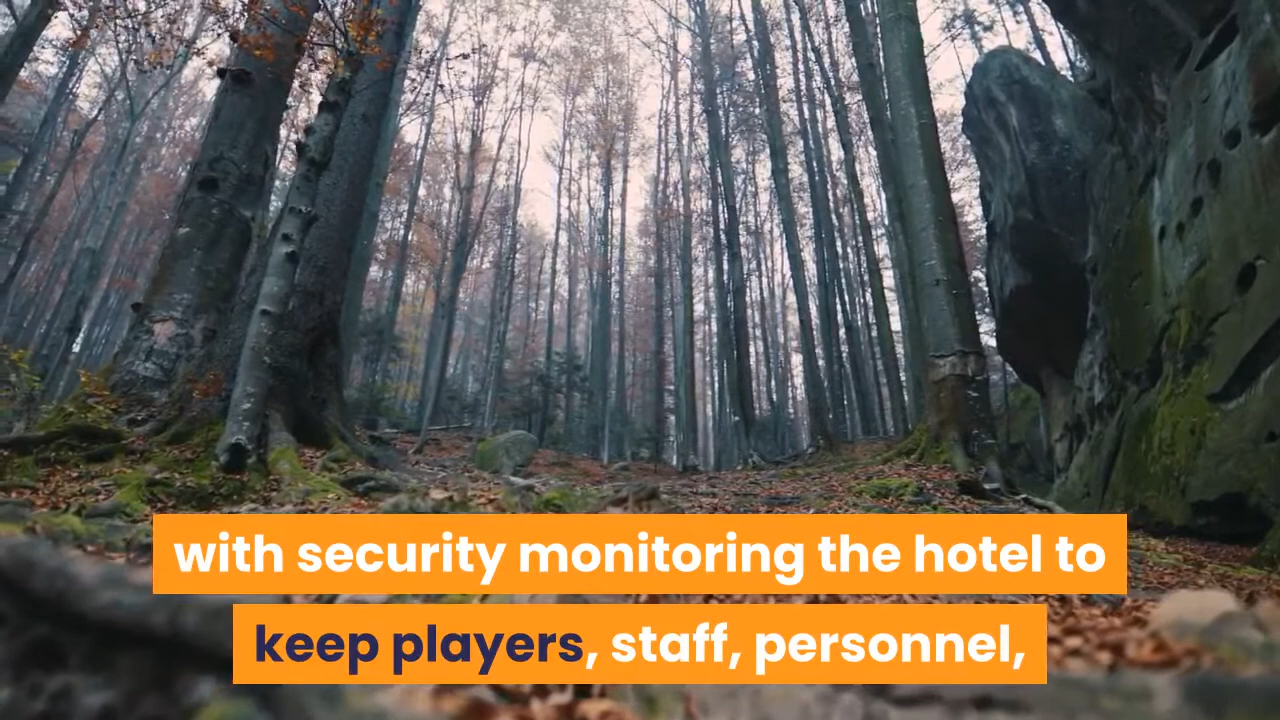 with security monitoring the hotel to
keep players, staff, personnel,